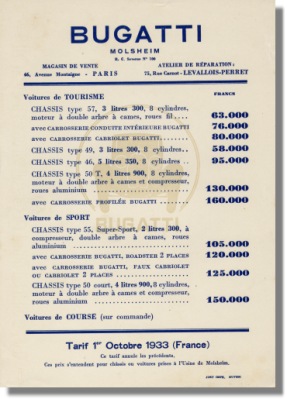 BUGATTI
MOLSHEIM
MAGASIN DE VENTE
46, Avenue Montaigne - PARIS
ATELIER DE RÉPARATION:
75, Rue Carnot - LEVALLOIS-PERRET
Voitures de TOURISME
FRANCS
CHASSIS type 57, 3 litres 300, 8 cylindres,
moteur à double arbre à cames, roues fil.... 63.000
AVEC CARROSSERIE CONDUITE INTÉRIEURE BUGATTI 76.000
AVEC CARROSSERIE CABRIOLET BUGATTI........ 80.000
CHASSIS type 49, 3 litres 300, 8 cylindres.. 58.000
CHASSIS type 46, 5 litres 350, 8 cylindres .. 95.000
CHASSIS type 50 T, 4 litres 900, 8 cylindres,
moteur à double arbre à cames et compresseur,
roues aluminium .................... 130.000
AVEC CARROSSERIE PROFILÉE BUGATTI ........ 160.000
BUGATTI
Voitures de SPORT
CHASSIS type 55, Super-Sport, 2 litres 300, à
compresseur, double arbre à cames, roues
aluminium .......................... 105.000
AVEC CARROSSERIE BUGATTI, ROADSTER 2 PLACES 120.000
AVEC CARROSSERIE BUGATTI, FAUX CABRIOLET
OU CABRIOLET 2 PLACES .................. 125.000
CHASSIS type 50 court, 4 litres 900, 8 cylindres,
moteur à double arbre à cames et compresseur,
roues aluminium .................... 150.000
Voitures de COURSE (sur commande)
Tarif 1er Octobre 1933 (France)
Ce tarif annule les précédents.
Ces prix s'entendent pour châssis ou voitures prises à l'Usine de Molsheim.